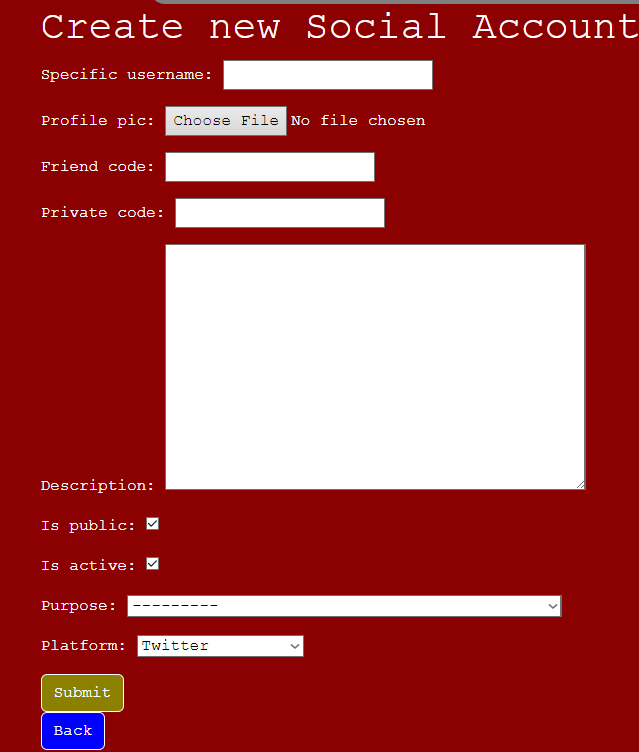 Create new Social Account
Specific username:
Profile pic: Choose File No file chosen
Friend code:
Private code:
Description:
Is public:
Is active:
Purpose: ---------
Platform: Twitter
Submit
Back